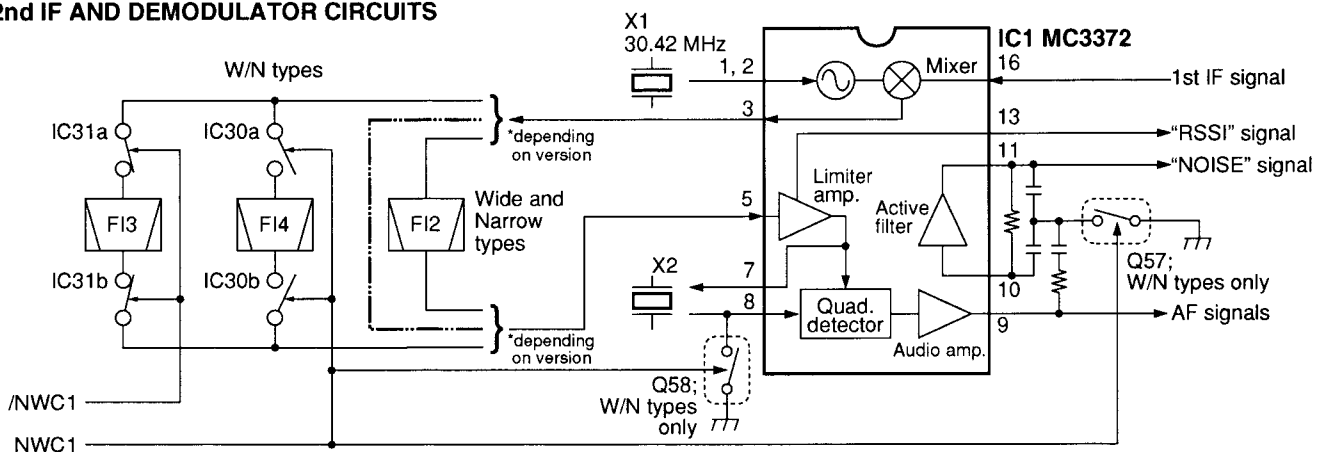 2nd IF AND DEMODULATOR CIRCUITS
X1
30.42 MHz
IC1 MC3372
W/N types
1, 2
Mixer
16
1st IF signal
3
13
"RSSI" signal
IC31a
IC30a
*depending
on version
11
"NOISE" signal
Limiter
amp.
Active
filter
5
FI3
FI4
FI2
Wide and
Narrow
types
Q57;
W/N types only
IC31b
IC30b
X2
7
8
Quad.
detector
10
9
AF signals
*depending
on version
Audio amp.
Q58;
W/N types
only
/NWC1
NWC1